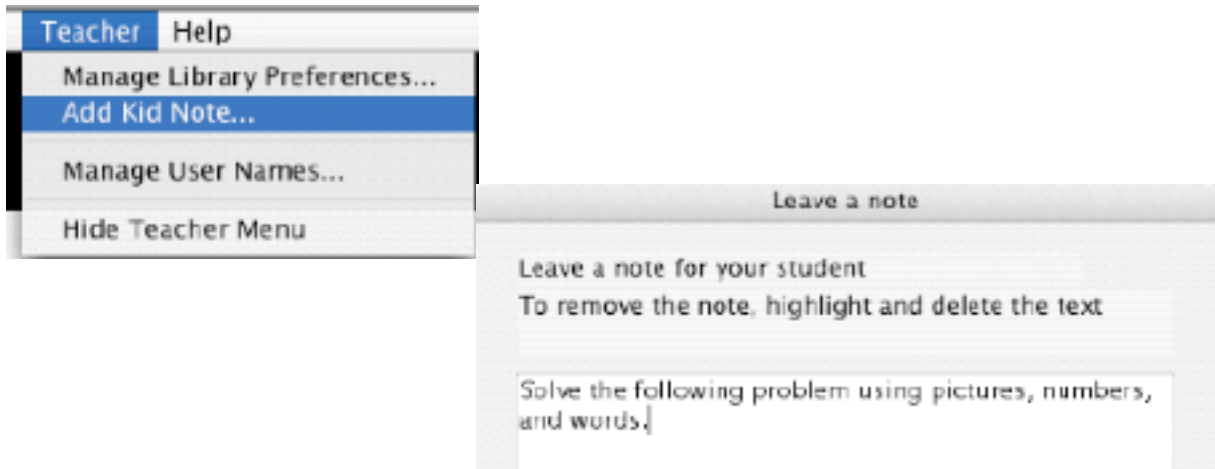 Teacher Help
Manage Library Preferences...
Add Kid Note...
Manage User Names...
Hide Teacher Menu
Leave a note
Leave a note for your student
To remove the note, highlight and delete the text
Solve the following problem using pictures, numbers,
and words.